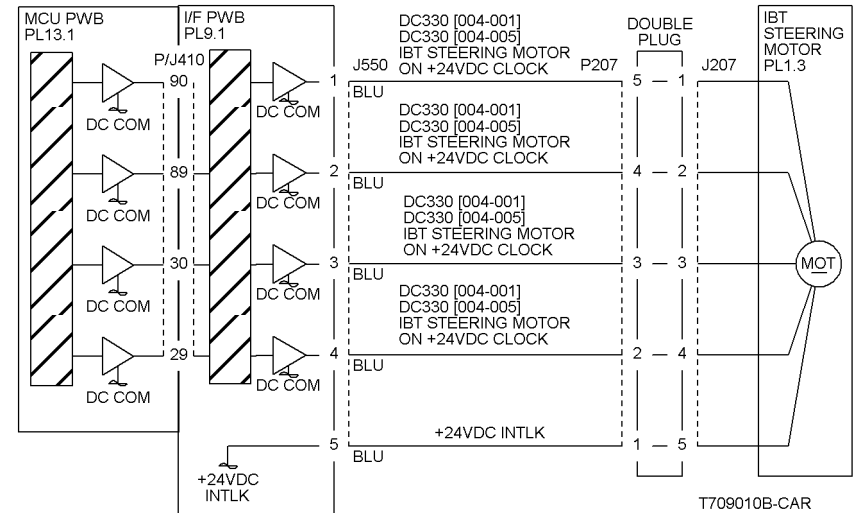 MCU PWB
PL13.1
I/F PWB
PL9.1
P/J410
DC330 [004-001]
DC330 [004-005]
IBT STEERING MOTOR
ON +24VDC CLOCK
DOUBLE
PLUG
IBT
STEERING
MOTOR
PL1.3
J550
P207
J207
90
1
BLU
5 — 1
DC COM
DC COM
DC330 [004-001]
DC330 [004-005]
IBT STEERING MOTOR
ON +24VDC CLOCK
89
2
BLU
4 — 2
DC COM
DC COM
DC330 [004-001]
DC330 [004-005]
IBT STEERING MOTOR
ON +24VDC CLOCK
30
3
BLU
3 — 3
MOT
DC COM
DC COM
DC330 [004-001]
DC330 [004-005]
IBT STEERING MOTOR
ON +24VDC CLOCK
29
4
BLU
2 — 4
DC COM
DC COM
+24VDC INTLK
5
BLU
1 — 5
+24VDC
INTLK
T709010B-CAR